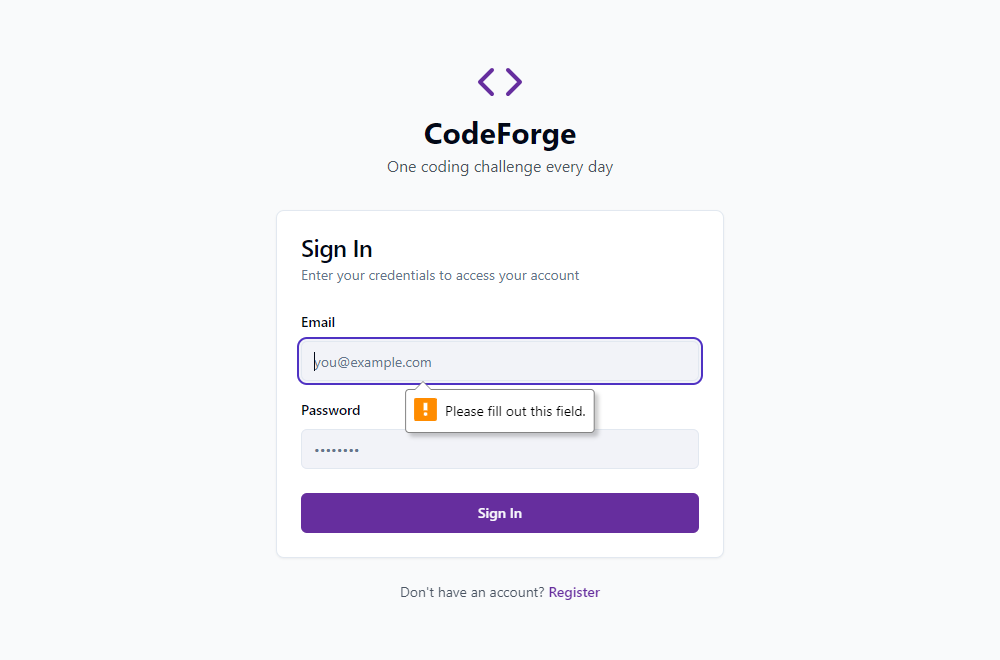 CodeForge
One coding challenge every day
Sign In
Enter your credentials to access your account
Email
you@example.com
Please fill out this field.
Password
••••••••
Sign In
Don't have an account? Register